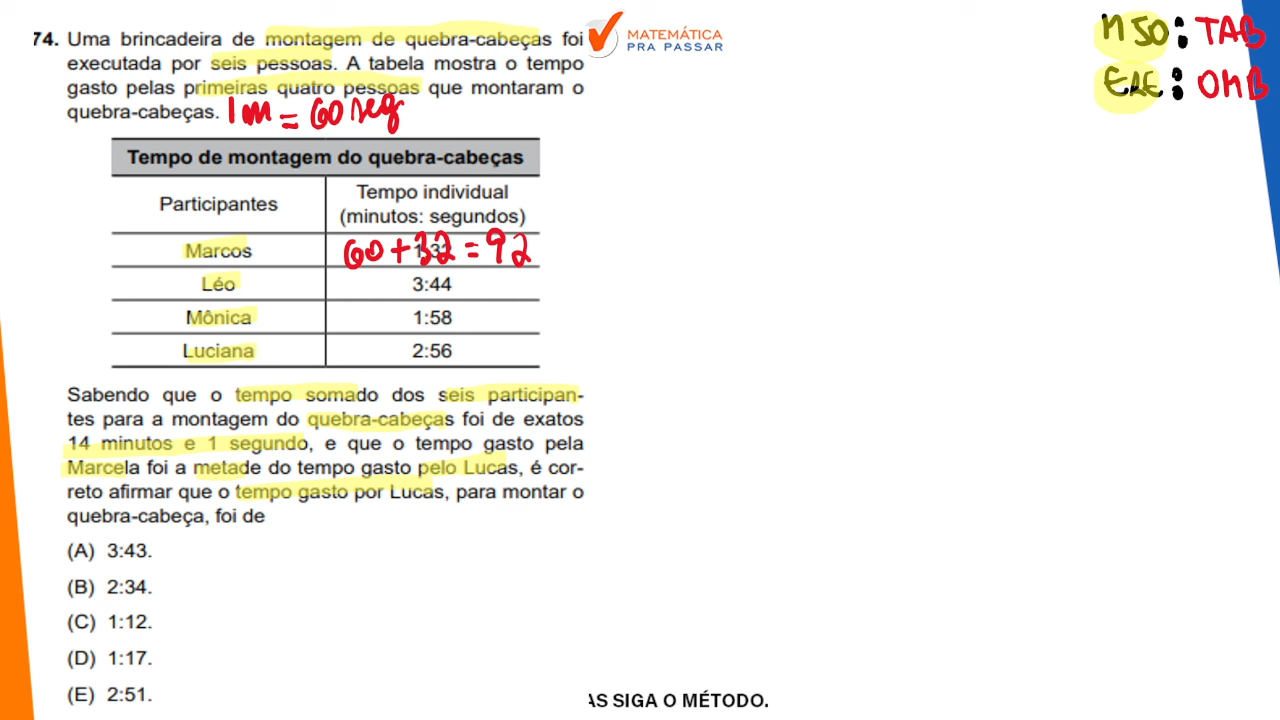 74. Uma brincadeira de montagem de quebra-cabeças foi
executada por seis pessoas. A tabela mostra o tempo
gasto pelas primeiras quatro pessoas que montaram o
quebra-cabeças. 1m = 60 seg
Tempo de montagem do quebra-cabeças
Participantes
Tempo individual
(minutos: segundos)
Marcos 60 + 32 = 92
Léo 3:44
Mônica 1:58
Luciana 2:56
Sabendo que o tempo somado dos seis participan-
tes para a montagem do quebra-cabeças foi de exatos
14 minutos e 1 segundo, e que o tempo gasto pela
Marcela foi a metade do tempo gasto pelo Lucas, é cor-
reto afirmar que o tempo gasto por Lucas, para montar o
quebra-cabeça, foi de
(A) 3:43.
(B) 2:34.
(C) 1:12.
(D) 1:17.
(E) 2:51.
MATEMÁTICA
PRA PASSAR
: TAB
: OMB
AS SIGA O MÉTODO.